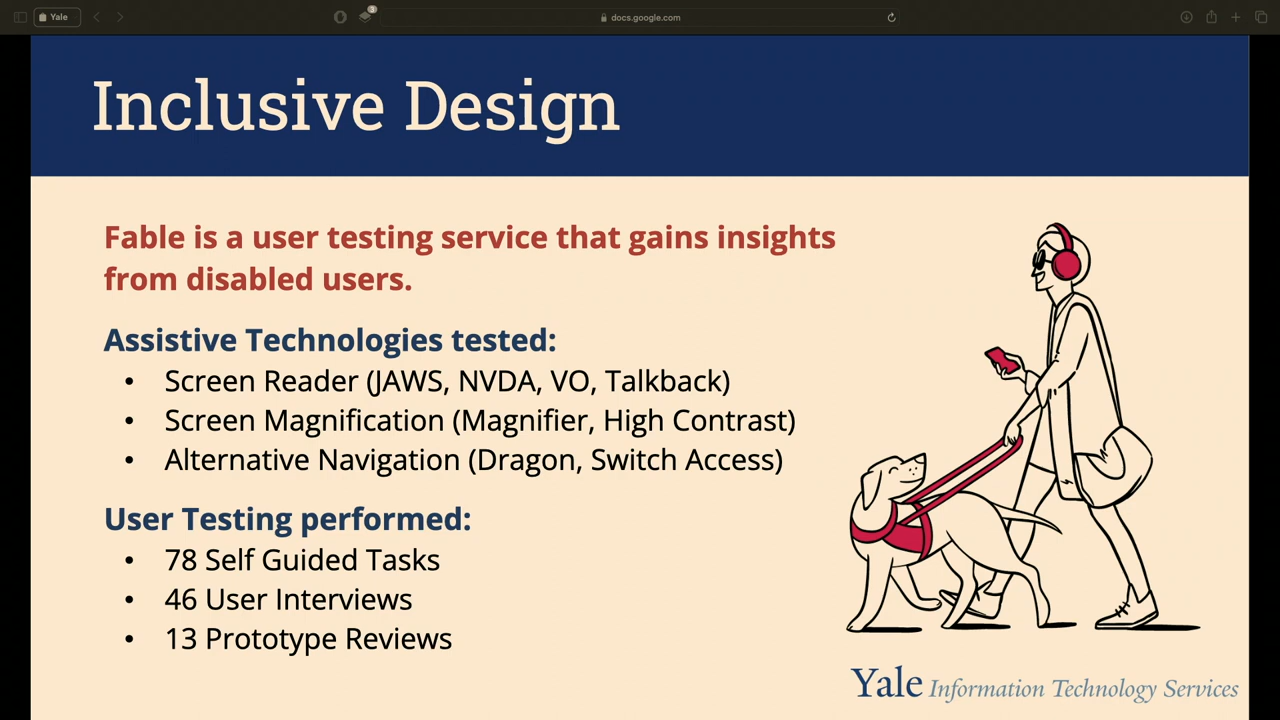 Yale
3
docs.google.com
Inclusive Design
Fable is a user testing service that gains insights
from disabled users.
Assistive Technologies tested:
• Screen Reader (JAWS, NVDA, VO, Talkback)
• Screen Magnification (Magnifier, High Contrast)
• Alternative Navigation (Dragon, Switch Access)
User Testing performed:
• 78 Self Guided Tasks
• 46 User Interviews
• 13 Prototype Reviews
Yale Information Technology Services